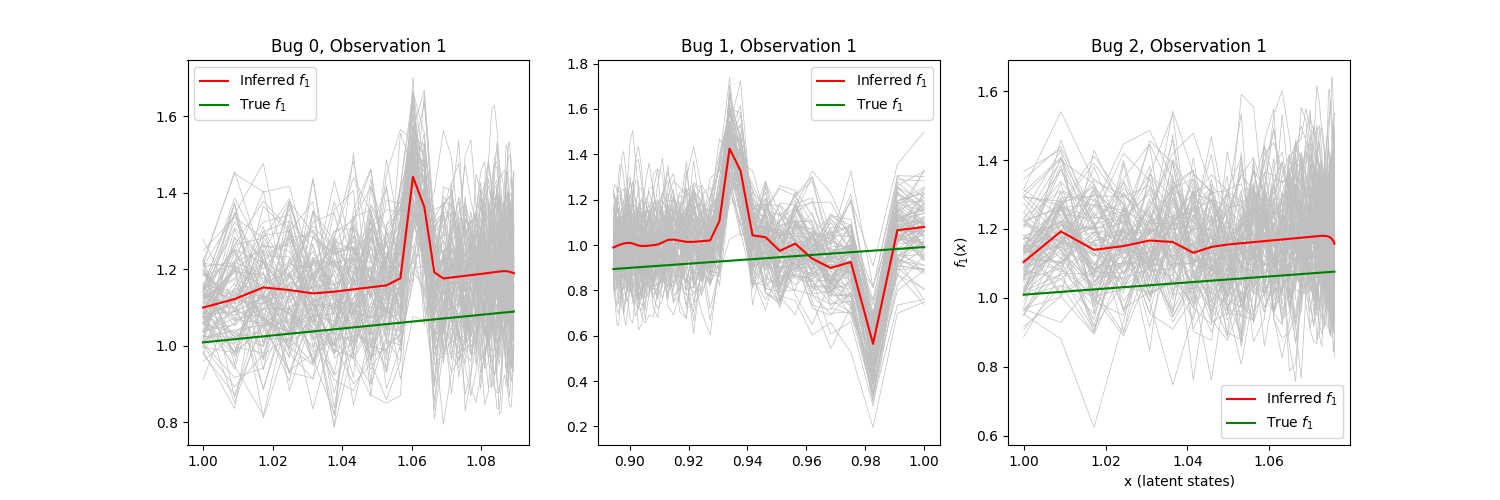 Bug 0, Observation 1
Inferred f₁
True f₁
1.6
1.4
1.2
1.0
0.8
1.00 1.02 1.04 1.06 1.08
Bug 1, Observation 1
Inferred f₁
True f₁
1.8
1.6
1.4
1.2
1.0
0.8
0.6
0.4
0.2
0.90 0.92 0.94 0.96 0.98 1.00
Bug 2, Observation 1
f₁(x)
1.6
1.4
1.2
1.0
0.8
0.6
Inferred f₁
True f₁
1.00 1.02 1.04 1.06
x (latent states)